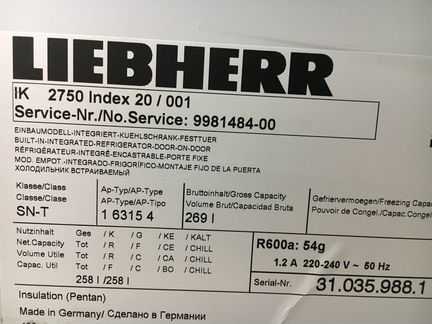 LIEBHERR
IK 2750 Index 20 / 001
Service-Nr./No.Service: 9981484-00
EINBAUMODELL-INTEGRIERT-KUEHLSCHRANK-FESTTUER
BUILT-IN-INTEGRATED-REFRIGERATOR-DOOR-ON-DOOR
RÉFRIGÉRATEUR-INTÉGRÉ-ENCASTRABLE-PORTE FIXE
MOD. EMPOT.-INTEGRADO-FRIGORÍFICO-MONTAJE FIJO DE LA PUERTA
ХОЛОДИЛЬНИК ВСТРАИВАЕМЫЙ
Klasse/Class Ap-Typ/AP-Type Bruttoinhalt/Gross Capacity Gefriervermoegen/Freezing Capa
Classe/Clase AP-Type/AP-Tipo Volume Brut/Capacidad Bruta Pouvoir de Congel./Cap.Congel.
SN-T 1 6315 4 269 l
Nutzinhalt Ges / K / G / KE / KALT
Net.Capacity Tot / R / F / CE / CHILL
Volume Utile Tot / R / C / FA / CHILL
Capac. Util Tot / F / C / BO / CHILL
258 l /258 l
R600a: 54g
1.2 A 220-240 V ~ 50 Hz
Serial-Nr. 31.035.988.1
Insulation (Pentan)
Made in Germany/ Сделано в Германии